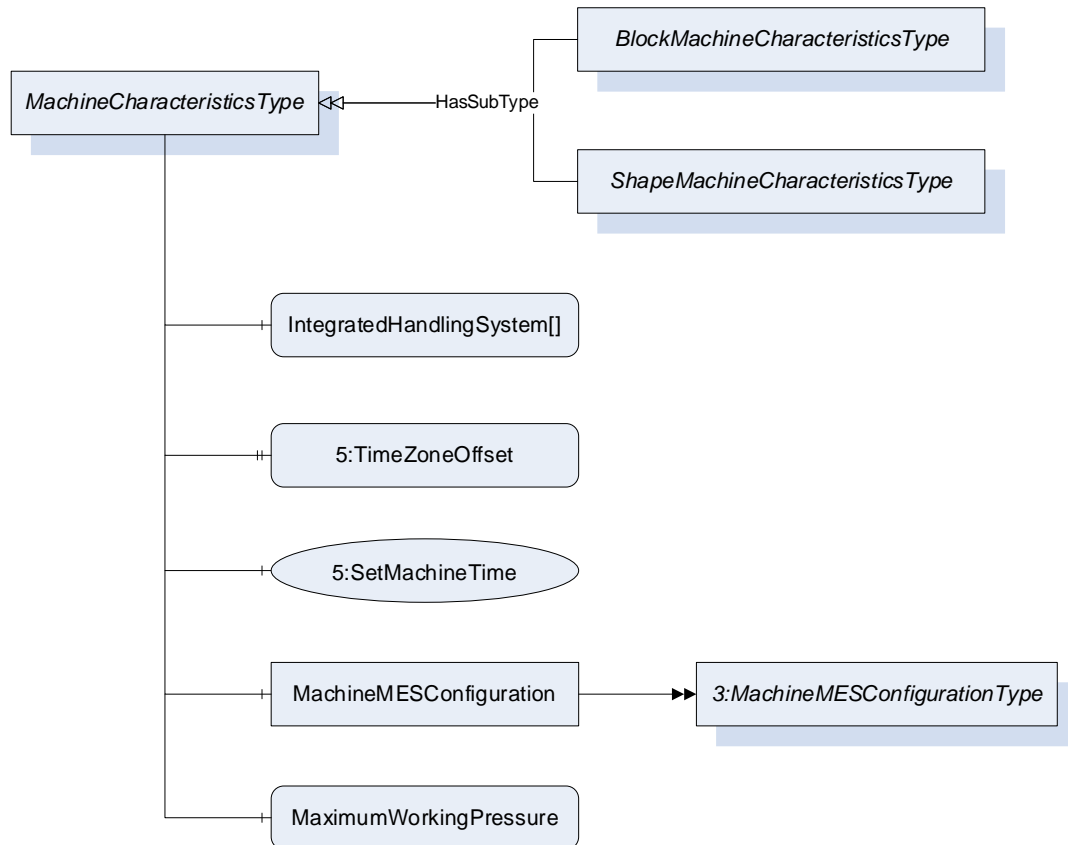 BlockMachineCharacteristicsType
MachineCharacteristicsType
HasSubType
ShapeMachineCharacteristicsType
IntegratedHandlingSystem[]
5:TimeZoneOffset
5:SetMachineTime
MachineMESConfiguration
3:MachineMESConfigurationType
MaximumWorkingPressure